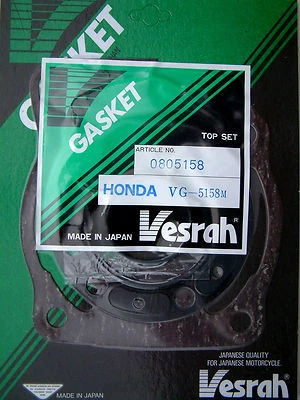 GASKET
Vesrah
GASKET
TOP SET
ARTICLE NO.
0805158
HONDA VG-5158M
MADE IN JAPAN
Vesrah®
JAPANESE QUALITY
FOR JAPANESE MOTORCYCLE.
MADE IN JAPAN
Vesrah®